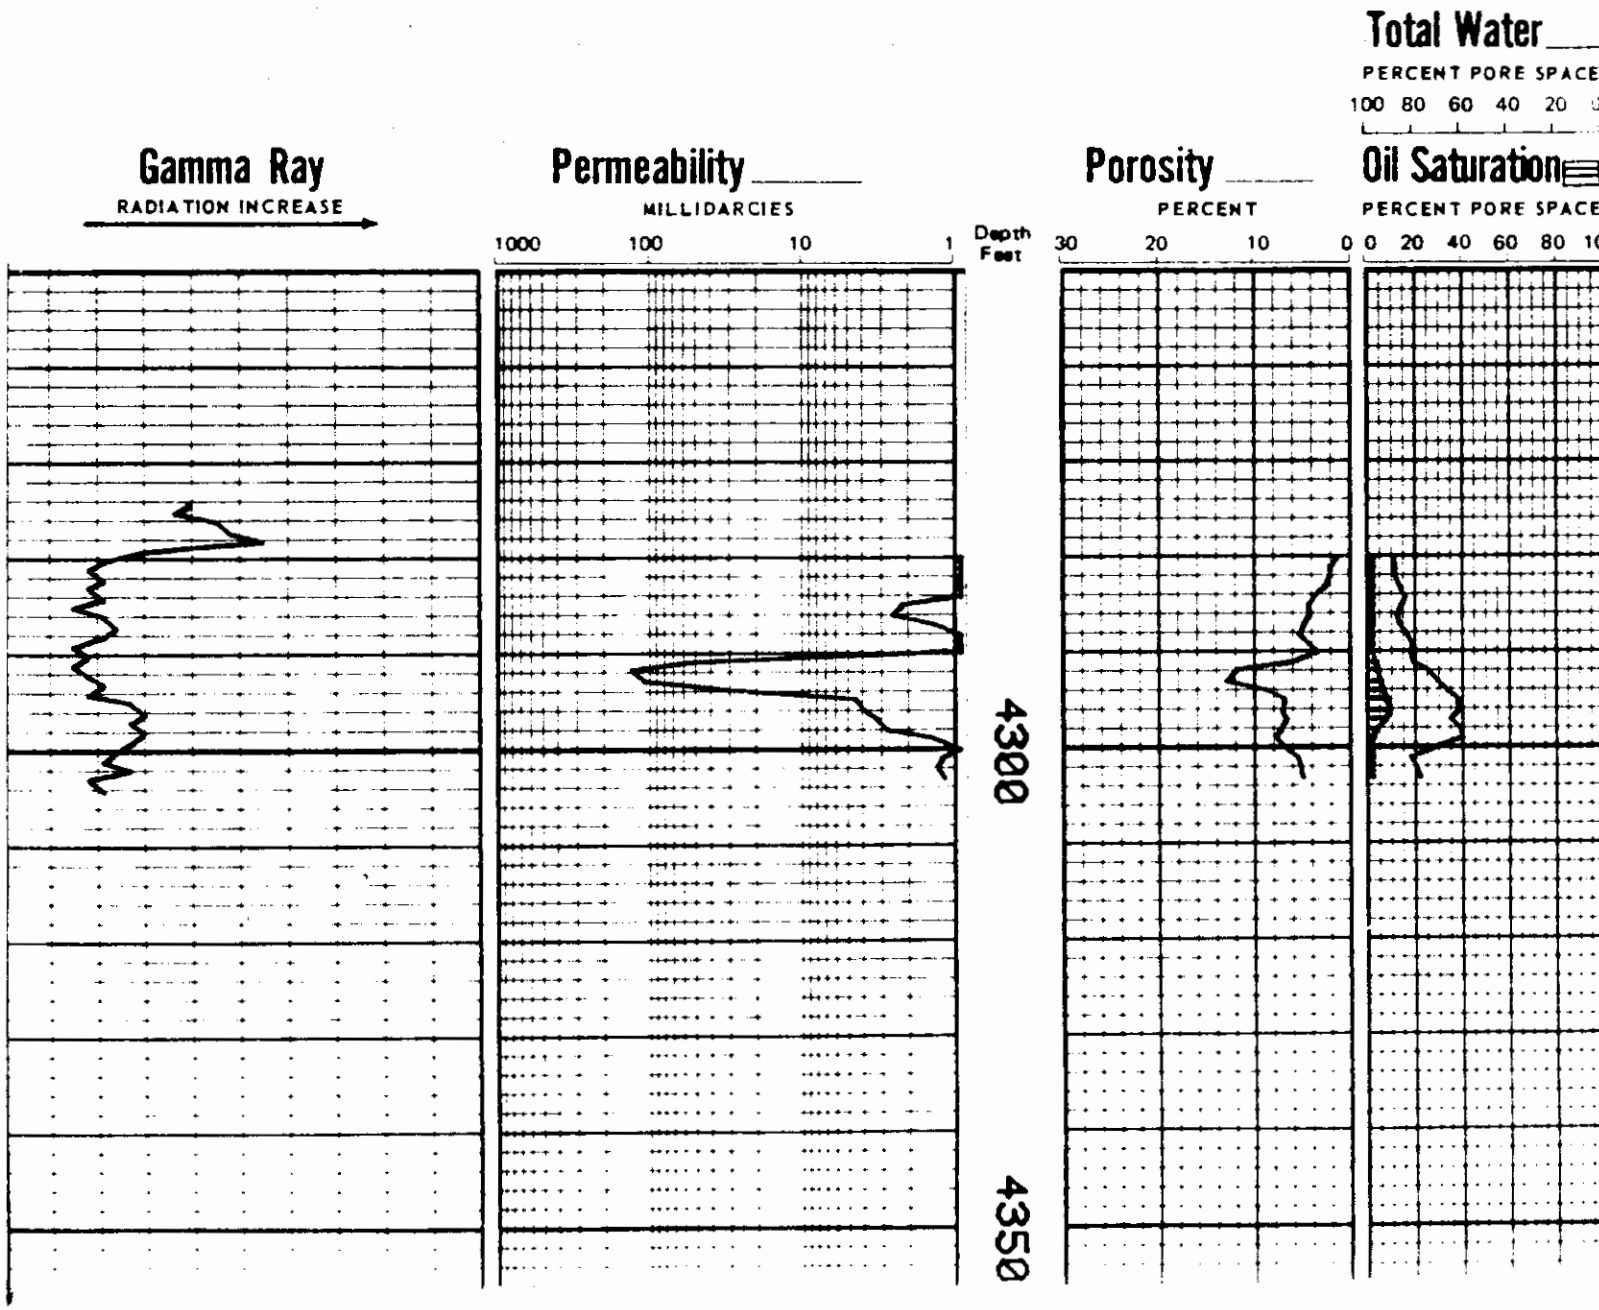 Total Water
PERCENT PORE SPACE
100 80 60 40 20
Gamma Ray
RADIATION INCREASE
Permeability
MILLIDARCIES
1000 100 10 1
Depth
Feet
Porosity
PERCENT
30 20 10 0
Oil Saturation
PERCENT PORE SPACE
0 20 40 60 80
4300
4350